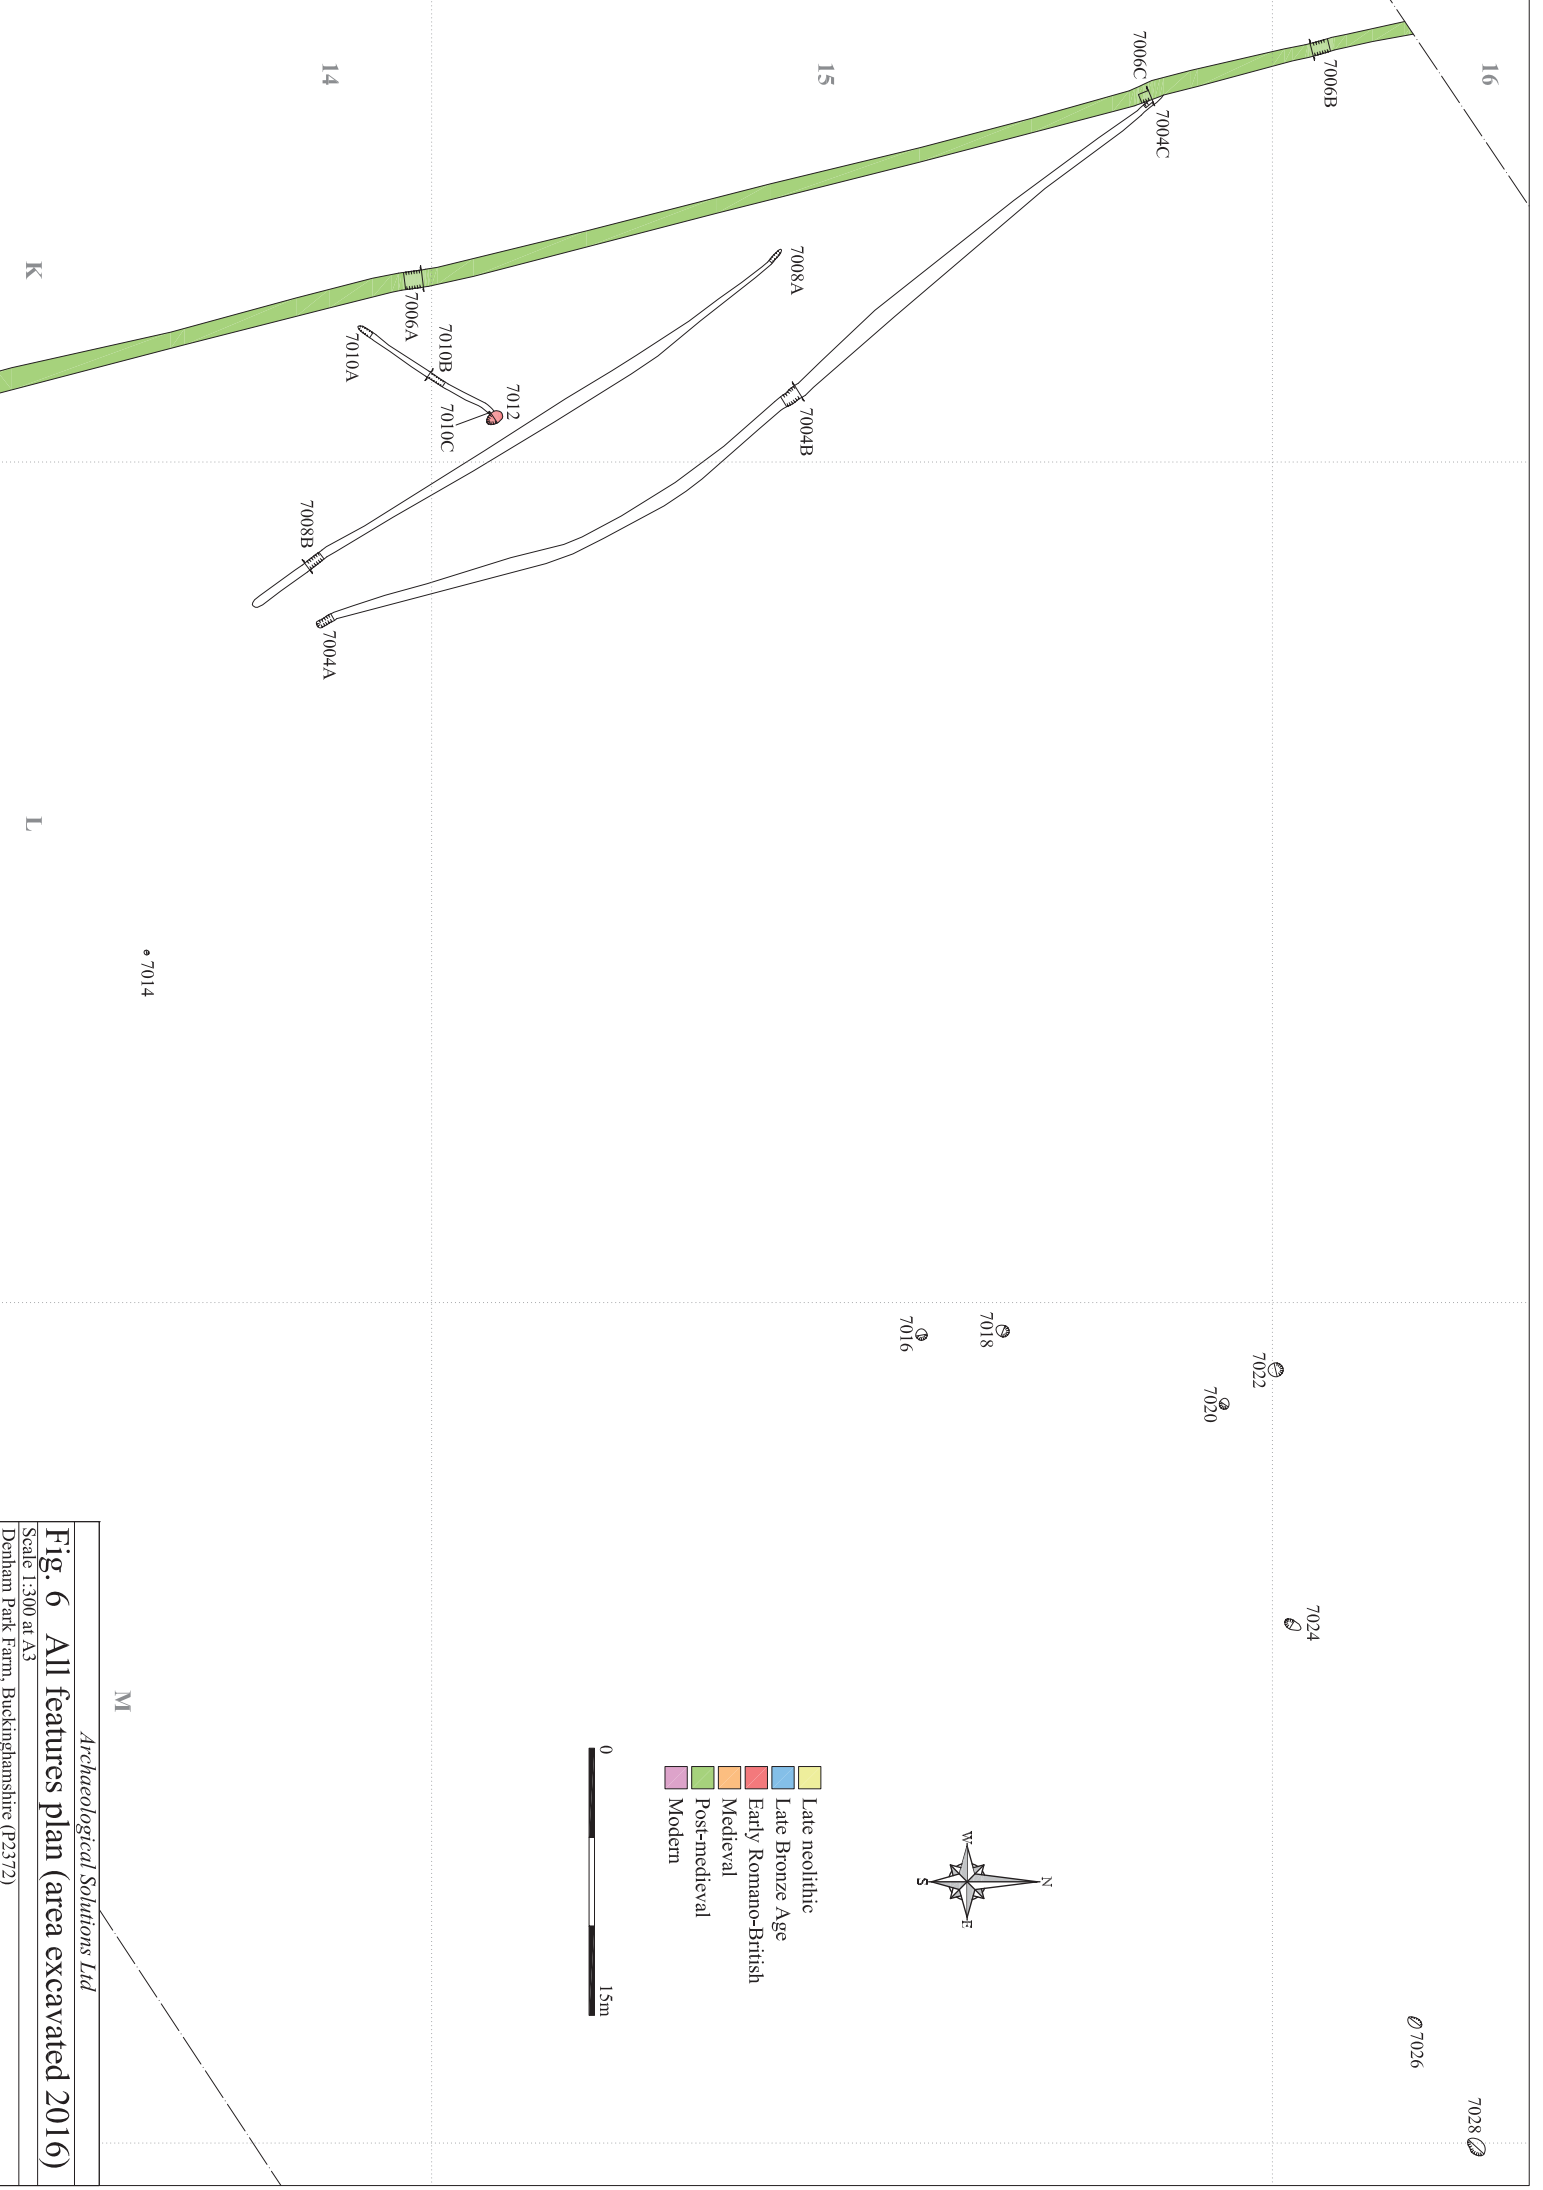 16
7006B
7006C
7004C
15
14
7008A
7006A
K
7010B
7010A
7012
7010C
7004B
7008B
7004A
L
7014
7018
7016
7022
7020
7024
7026
7028
M
N
W
E
S
Late neolithic
Late Bronze Age
Early Romano-British
Medieval
Post-medieval
Modern
0
15m
Archaeological Solutions Ltd
Fig. 6 All features plan (area excavated 2016)
Scale 1:300 at A3
Denham Park Farm, Buckinghamshire (P2372)